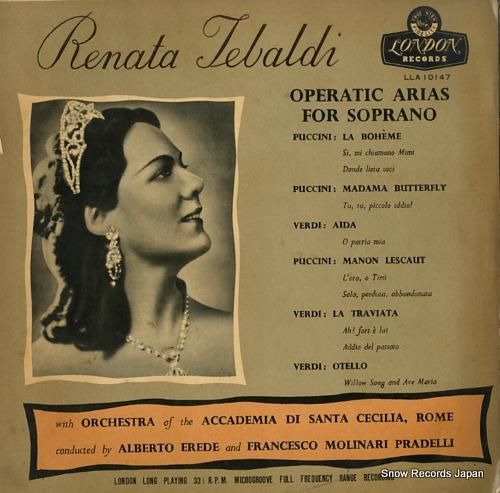 Renata Tebaldi
LONDON
RECORDS
LLA 10147
OPERATIC ARIAS
FOR SOPRANO
PUCCINI: LA BOHÈME
Si, mi chiamano Mimi
Donde lieta usci
PUCCINI: MADAMA BUTTERFLY
Tu, tu, piccolo iddio!
VERDI: AIDA
O patria mia
PUCCINI: MANON LESCAUT
L'ora, o Tirsi
Sola, perduta, abbandonata
VERDI: LA TRAVIATA
Ah! fors è lui
Addio del passato
VERDI: OTELLO
Willow Song and Ave Maria
with ORCHESTRA of the ACCADEMIA DI SANTA CECILIA, ROME
conducted by ALBERTO EREDE and FRANCESCO MOLINARI PRADELLI
LONDON LONG PLAYING 33⅓ R.P.M. MICROGROOVE FULL FREQUENCY RANGE RECORDING
Snow Records Japan